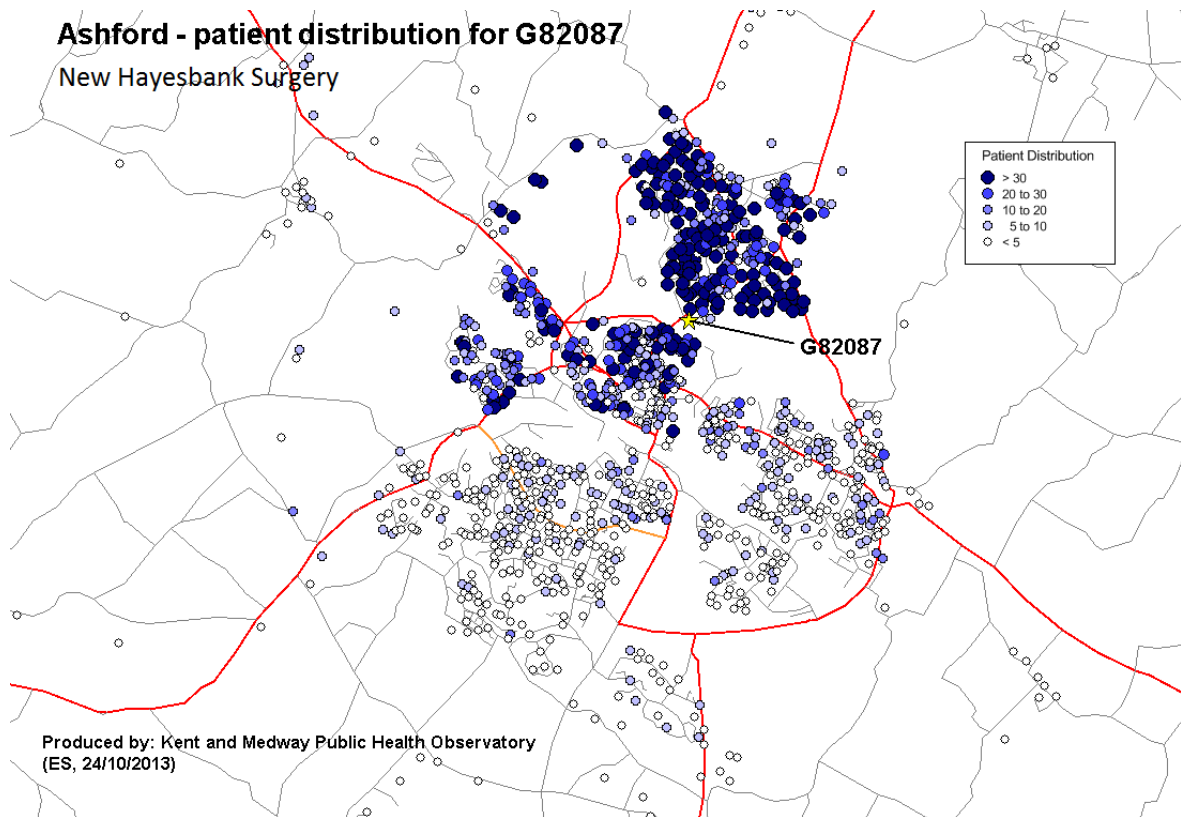 Ashford - patient distribution for G82087
New Hayesbank Surgery
Patient Distribution
> 30
20 to 30
10 to 20
5 to 10
< 5
G82087
Produced by: Kent and Medway Public Health Observatory
(ES, 24/10/2013)